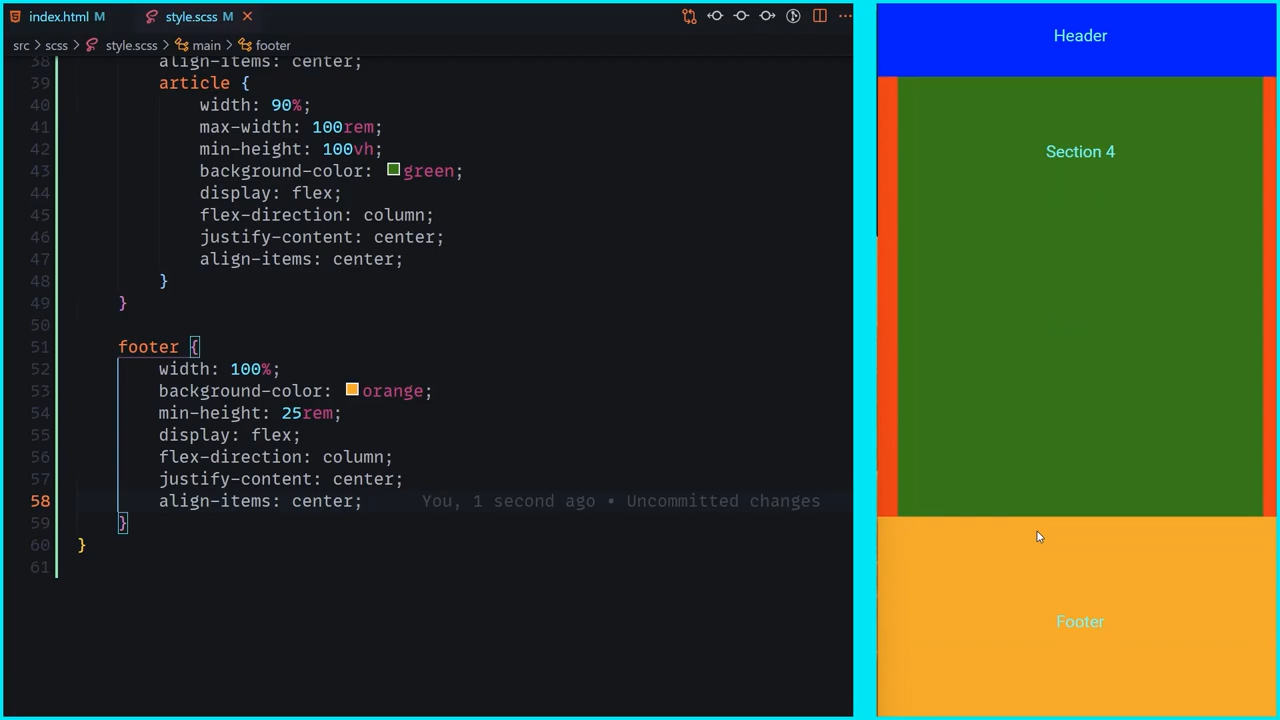 index.html M
style.scss M
src > scss > style.scss > main > footer
38 align-items: center;
39 article {
40 width: 90%;
41 max-width: 100rem;
42 min-height: 100vh;
43 background-color: green;
44 display: flex;
45 flex-direction: column;
46 justify-content: center;
47 align-items: center;
48 }
49 }
50
51 footer {
52 width: 100%;
53 background-color: orange;
54 min-height: 25rem;
55 display: flex;
56 flex-direction: column;
57 justify-content: center;
58 align-items: center; You, 1 second ago • Uncommitted changes
59 }
60 }
61
Header
Section 4
Footer